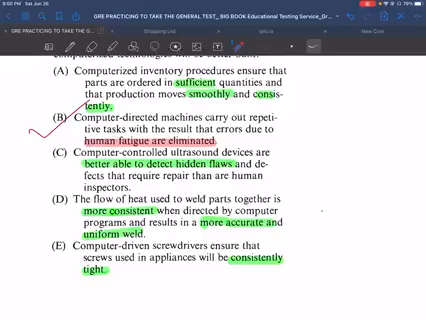 9:00 PM Sat Jun 26
GRE PRACTICING TO TAKE THE GENERAL TEST_ BIG BOOK Educational Testing Service_Gr
GRE PRACTICING TO TAKE THE G
Shopping List
New Com
(A) Computerized inventory procedures ensure that
parts are ordered in sufficient quantities and
that production moves smoothly and consis-
tently.
(B) Computer-directed machines carry out repeti-
tive tasks with the result that errors due to
human fatigue are eliminated.
(C) Computer-controlled ultrasound devices are
better able to detect hidden flaws and de-
fects that require repair than are human
inspectors.
(D) The flow of heat used to weld parts together is
more consistent when directed by computer
programs and results in a more accurate and
uniform weld.
(E) Computer-driven screwdrivers ensure that
screws used in appliances will be consistently
tight.